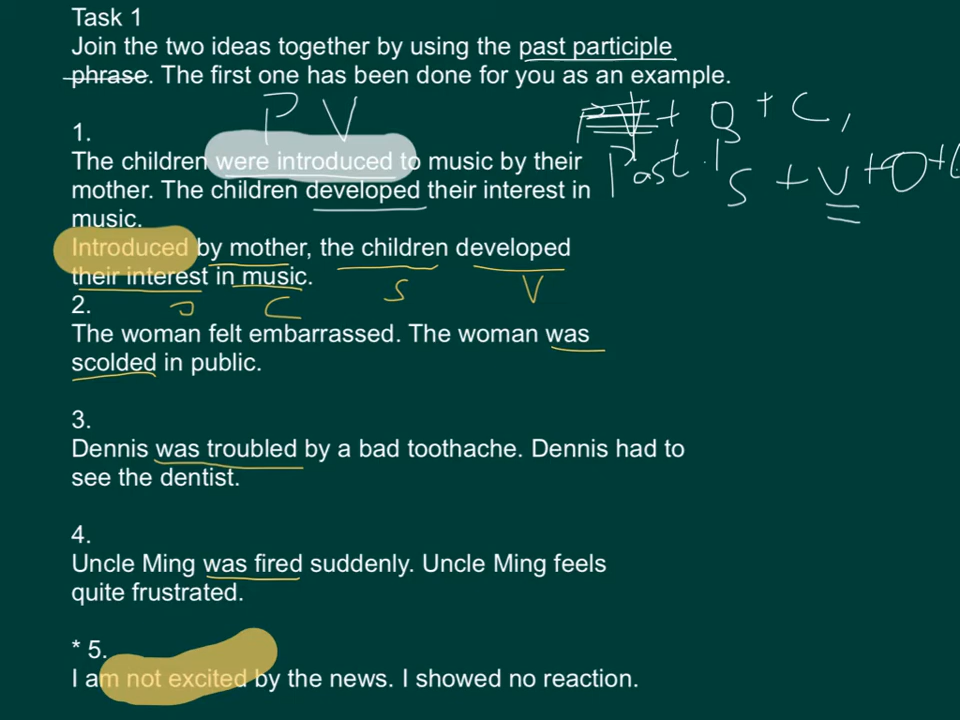 Task 1
Join the two ideas together by using the past participle
phrase. The first one has been done for you as an example.
P V
PV + O + C,
1.
The children were introduced to music by their
Past P.
mother. The children developed their interest in
S + V + O + C
music.
Introduced by mother, the children developed
their interest in music.
S V
O C
2.
The woman felt embarrassed. The woman was
scolded in public.
3.
Dennis was troubled by a bad toothache. Dennis had to
see the dentist.
4.
Uncle Ming was fired suddenly. Uncle Ming feels
quite frustrated.
* 5.
I am not excited by the news. I showed no reaction.